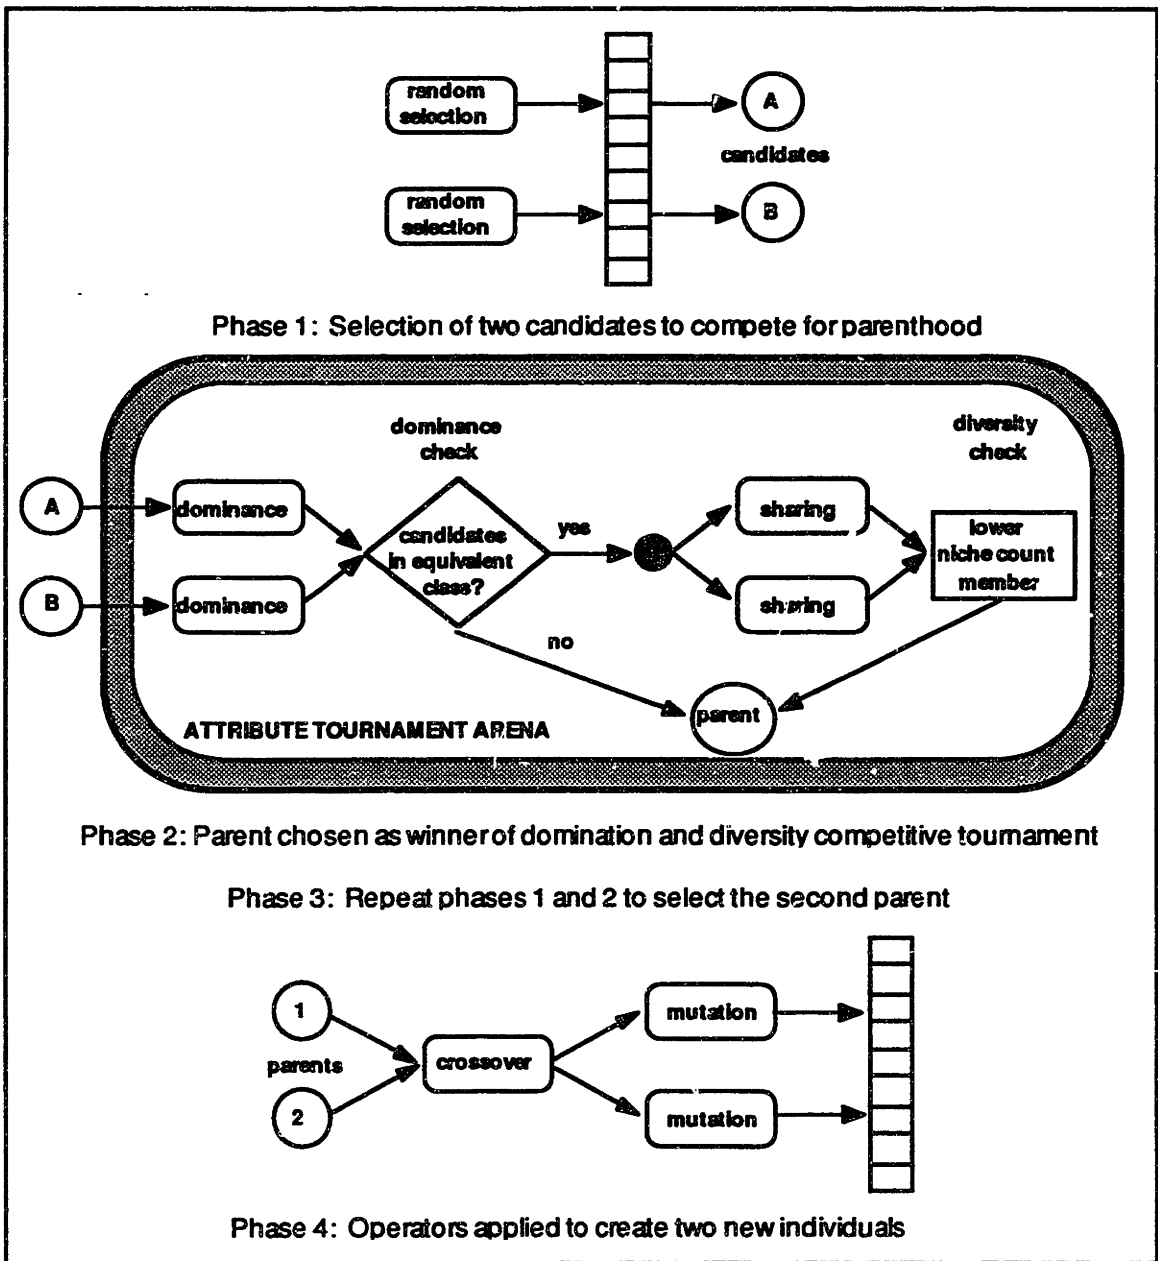 random
selection
A
candidates
random
selection
B
Phase 1: Selection of two candidates to compete for parenthood
dominance
check
diversity
check
A
dominance
candidates
in equivalent
class?
yes
sharing
lower
niche count
member
B
dominance
sharing
no
parent
ATTRIBUTE TOURNAMENT ARENA
Phase 2: Parent chosen as winner of domination and diversity competitive tournament
Phase 3: Repeat phases 1 and 2 to select the second parent
1
parents
2
crossover
mutation
mutation
Phase 4: Operators applied to create two new individuals